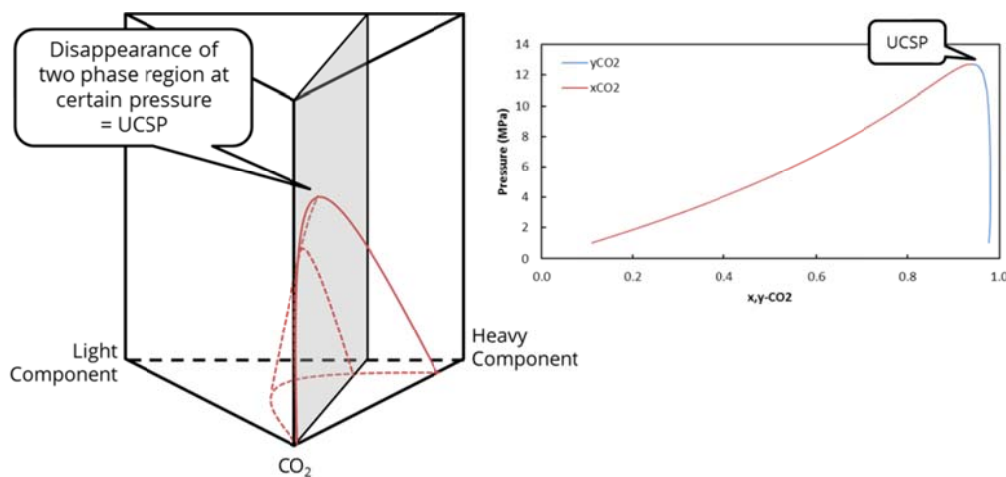 Disappearance of
two phase region at
certain pressure
= UCSP
Light
Component
Heavy
Component
CO₂
UCSP
yCO2
xCO2
Pressure (MPa)
14
12
10
8
6
4
2
0
0.0
0.2
0.4
0.6
0.8
1.0
x,y-CO2